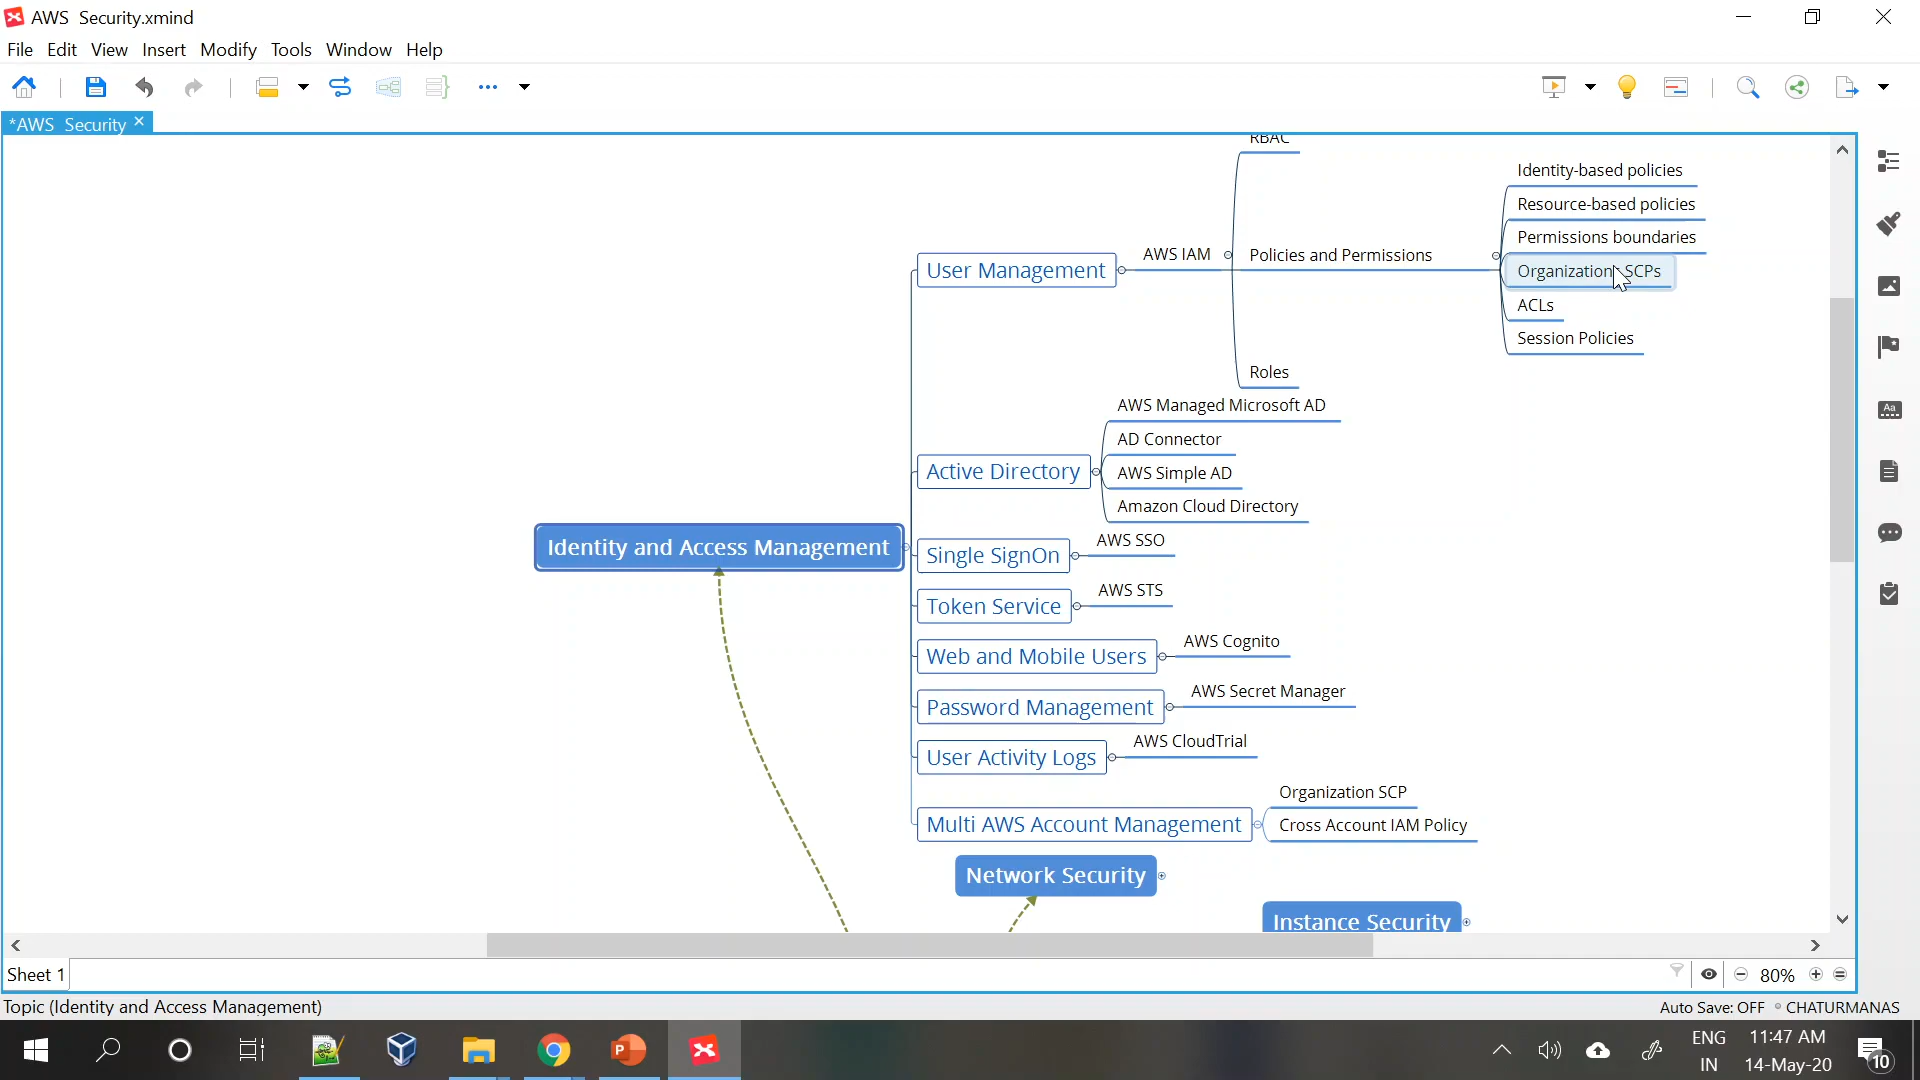 AWS Security.xmind
File Edit View Insert Modify Tools Window Help
*AWS Security
RBAC
Identity-based policies
Resource-based policies
Permissions boundaries
Organizations SCPs
ACLs
Session Policies
User Management
AWS IAM
Policies and Permissions
Roles
AWS Managed Microsoft AD
AD Connector
Active Directory
AWS Simple AD
Amazon Cloud Directory
Identity and Access Management
Single SignOn
AWS SSO
Token Service
AWS STS
Web and Mobile Users
AWS Cognito
Password Management
AWS Secret Manager
User Activity Logs
AWS CloudTrial
Organization SCP
Multi AWS Account Management
Cross Account IAM Policy
Network Security
Instance Security
Sheet 1
80%
Topic (Identity and Access Management)
Auto Save: OFF CHATURMANAS
ENG
IN
11:47 AM
14-May-20
10